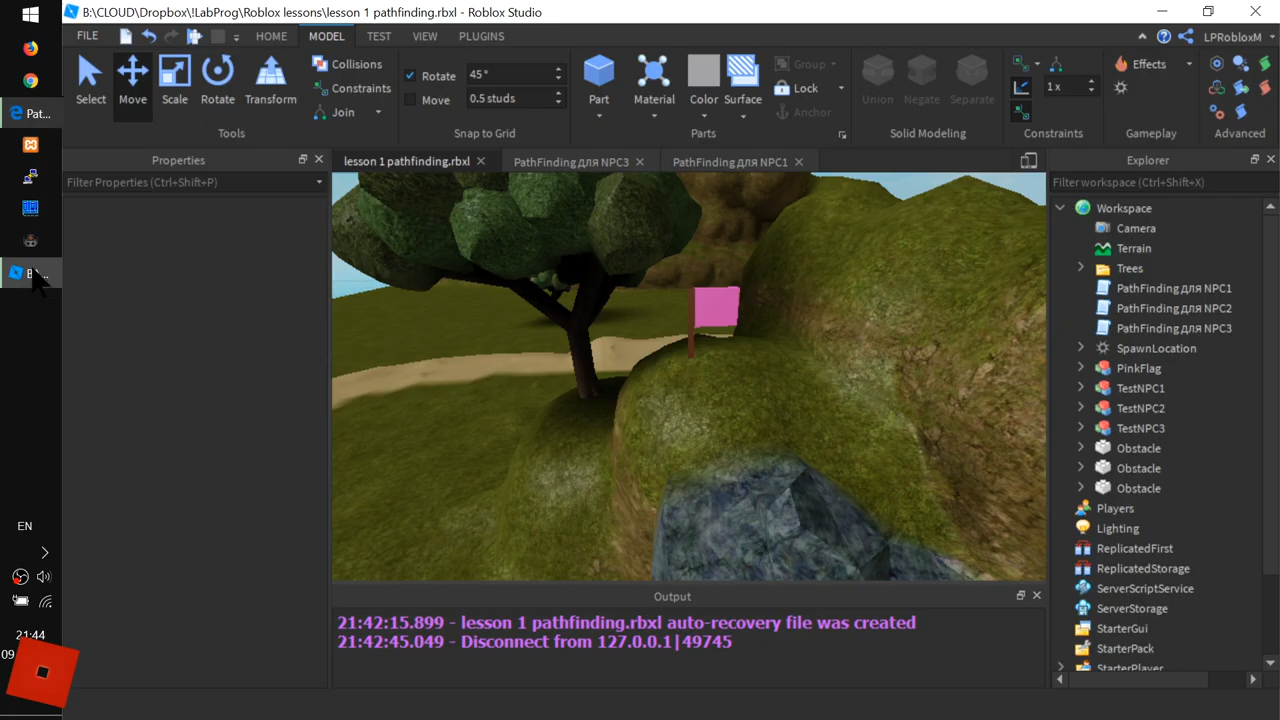 B:\CLOUD\Dropbox\!LabProg\Roblox lessons\lesson 1 pathfinding.rbxl - Roblox Studio
FILE HOME MODEL TEST VIEW PLUGINS LPRobloxM
Select Move Scale Rotate Transform
Collisions
Constraints
Join
Rotate 45°
Move 0.5 studs
Part Material Color Surface
Group
Lock
Anchor
Union Negate Separate
1 x
Effects
Tools Snap to Grid Parts Solid Modeling Constraints Gameplay Advanced
Properties
Filter Properties (Ctrl+Shift+P)
lesson 1 pathfinding.rbxl PathFinding для NPC3 PathFinding для NPC1
Explorer
Filter workspace (Ctrl+Shift+X)
Workspace
Camera
Terrain
Trees
PathFinding для NPC1
PathFinding для NPC2
PathFinding для NPC3
SpawnLocation
PinkFlag
TestNPC1
TestNPC2
TestNPC3
Obstacle
Obstacle
Obstacle
Players
Lighting
ReplicatedFirst
ReplicatedStorage
ServerScriptService
ServerStorage
StarterGui
StarterPack
StarterPlayer
Output
21:42:15.899 - lesson 1 pathfinding.rbxl auto-recovery file was created
21:42:45.049 - Disconnect from 127.0.0.1|49745
Pat...
EN
21:44